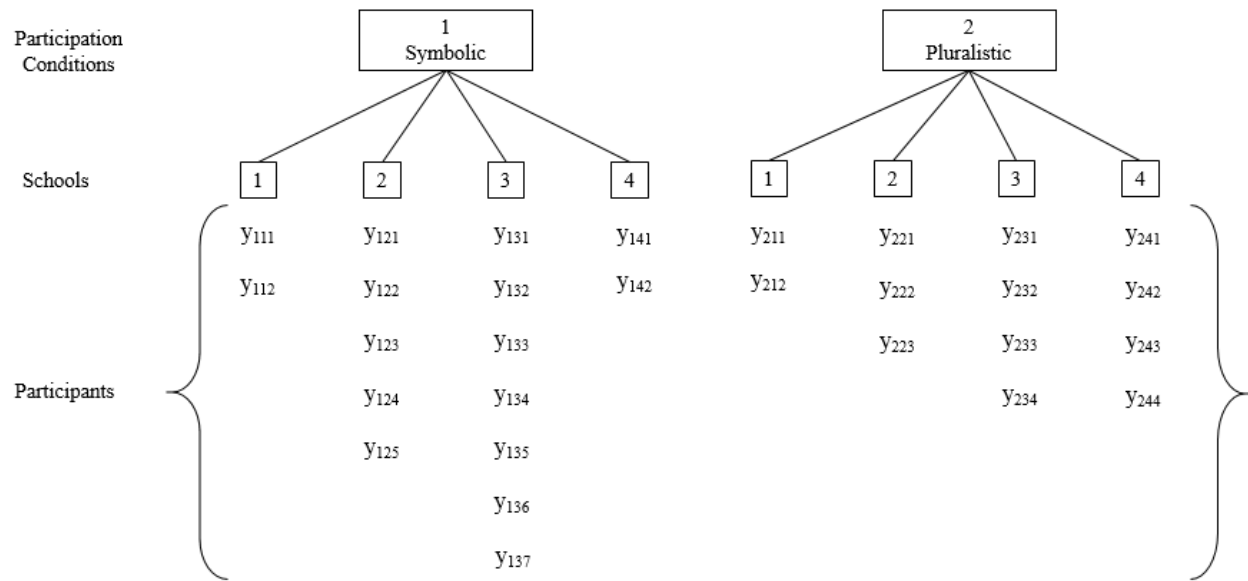 Participation
Conditions
1
Symbolic
2
Pluralistic
Schools
1 2 3 4 1 2 3 4
y₁₁₁ y₁₂₁ y₁₃₁ y₁₄₁ y₂₁₁ y₂₂₁ y₂₃₁ y₂₄₁
y₁₁₂ y₁₂₂ y₁₃₂ y₁₄₂ y₂₁₂ y₂₂₂ y₂₃₂ y₂₄₂
y₁₂₃ y₁₃₃ y₂₂₃ y₂₃₃ y₂₄₃
Participants
y₁₂₄ y₁₃₄ y₂₃₄ y₂₄₄
y₁₂₅ y₁₃₅
y₁₃₆
y₁₃₇